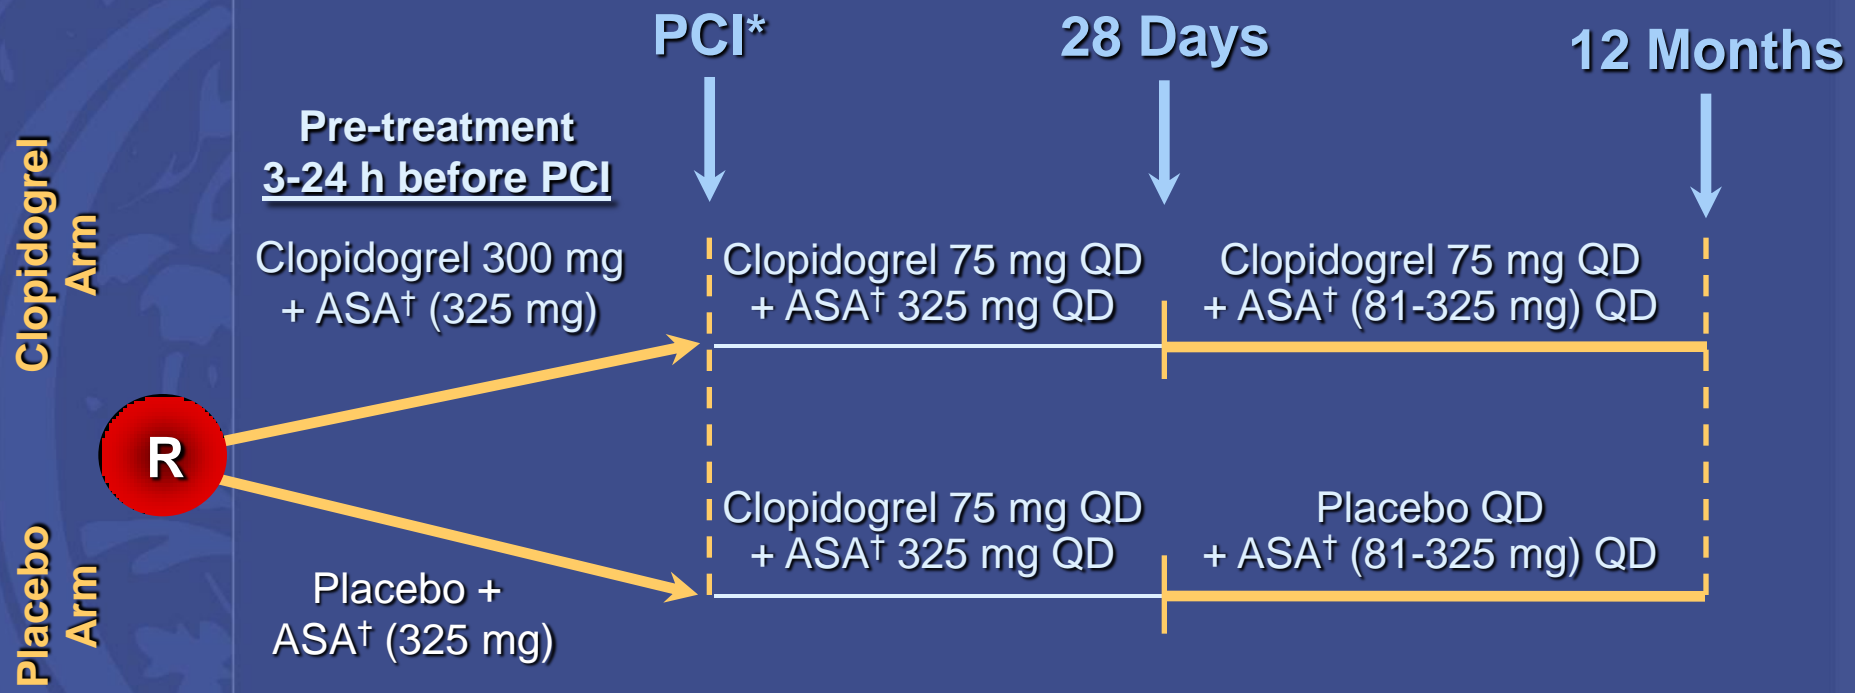 PCI*
28 Days
12 Months
Pre-treatment
3-24 h before PCI
Clopidogrel
Arm
Clopidogrel 300 mg
+ ASA† (325 mg)
Clopidogrel 75 mg QD
+ ASA† 325 mg QD
Clopidogrel 75 mg QD
+ ASA† (81-325 mg) QD
R
Placebo
Arm
Placebo +
ASA† (325 mg)
Clopidogrel 75 mg QD
+ ASA† 325 mg QD
Placebo QD
+ ASA† (81-325 mg) QD